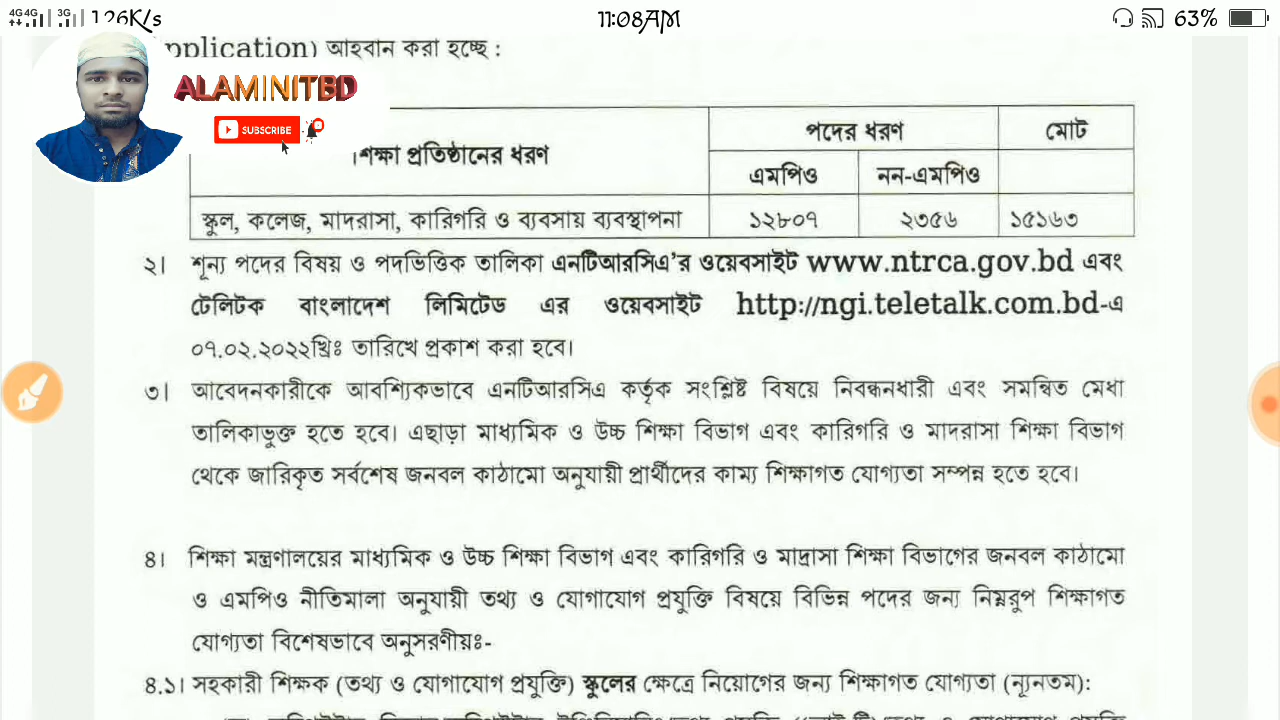 4G 4G 3G 126K/s 11:08AM 63%
pplication) আহবান করা হচ্ছে :
ALAMINITBD
SUBSCRIBE
শিক্ষা প্রতিষ্ঠানের ধরণ পদের ধরণ মোট
এমপিও নন-এমপিও
স্কুল, কলেজ, মাদরাসা, কারিগরি ও ব্যবসায় ব্যবস্থাপনা ১২৮০৭ ২৩৫৬ ১৫১৬৩
২। শূন্য পদের বিষয় ও পদভিত্তিক তালিকা এনটিআরসিএ’র ওয়েবসাইট www.ntrca.gov.bd এবং
টেলিটক বাংলাদেশ লিমিটেড এর ওয়েবসাইট http://ngi.teletalk.com.bd-এ
০৭.০২.২০২২খ্রিঃ তারিখে প্রকাশ করা হবে।
৩। আবেদনকারীকে আবশ্যিকভাবে এনটিআরসিএ কর্তৃক সংশ্লিষ্ট বিষয়ে নিবন্ধনধারী এবং সমন্বিত মেধা
তালিকাভুক্ত হতে হবে। এছাড়া মাধ্যমিক ও উচ্চ শিক্ষা বিভাগ এবং কারিগরি ও মাদরাসা শিক্ষা বিভাগ
থেকে জারিকৃত সর্বশেষ জনবল কাঠামো অনুযায়ী প্রার্থীদের কাম্য শিক্ষাগত যোগ্যতা সম্পন্ন হতে হবে।
৪। শিক্ষা মন্ত্রণালয়ের মাধ্যমিক ও উচ্চ শিক্ষা বিভাগ এবং কারিগরি ও মাদ্রাসা শিক্ষা বিভাগের জনবল কাঠামো
ও এমপিও নীতিমালা অনুযায়ী তথ্য ও যোগাযোগ প্রযুক্তি বিষয়ে বিভিন্ন পদের জন্য নিম্নরুপ শিক্ষাগত
যোগ্যতা বিশেষভাবে অনুসরণীয়ঃ-
৪.১। সহকারী শিক্ষক (তথ্য ও যোগাযোগ প্রযুক্তি) স্কুলের ক্ষেত্রে নিয়োগের জন্য শিক্ষাগত যোগ্যতা (ন্যূনতম):